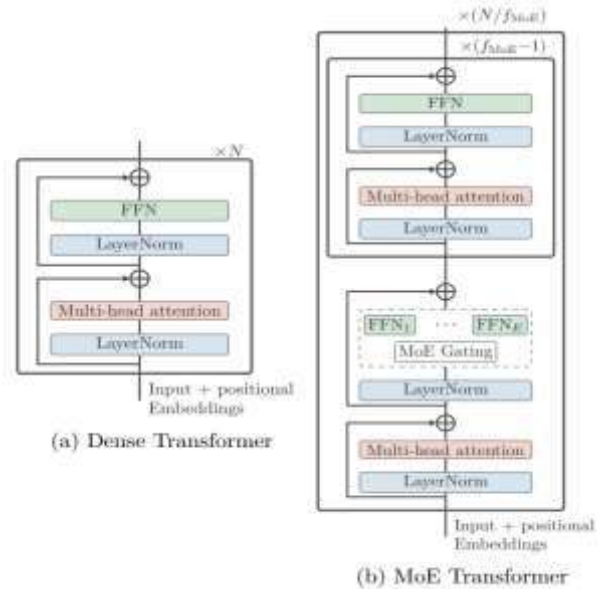 ×N
FFN
LayerNorm
Multi-head attention
LayerNorm
Input + positional
Embeddings
(a) Dense Transformer
×(N/f_MoE)
×(f_MoE−1)
FFN
LayerNorm
Multi-head attention
LayerNorm
FFN₁ ··· FFN_E
MoE Gating
LayerNorm
Multi-head attention
LayerNorm
Input + positional
Embeddings
(b) MoE Transformer